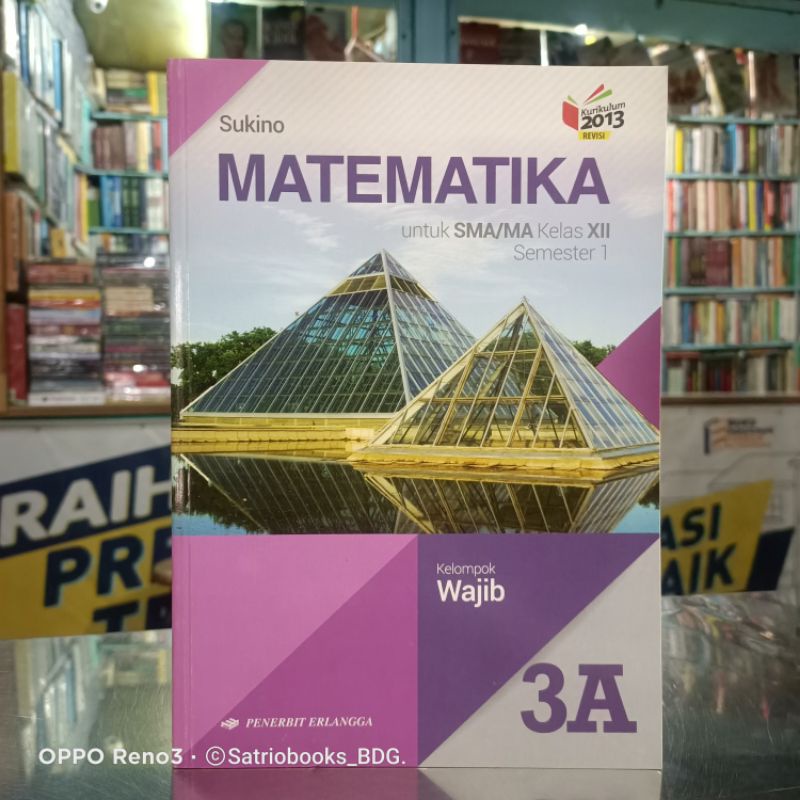 Sukino
Kurikulum
2013
REVISI
MATEMATIKA
untuk SMA/MA Kelas XII
Semester 1
RAIH
Kelompok
Wajib
3A
PENERBIT ERLANGGA
OPPO Reno3 · ©Satriobooks_BDG.